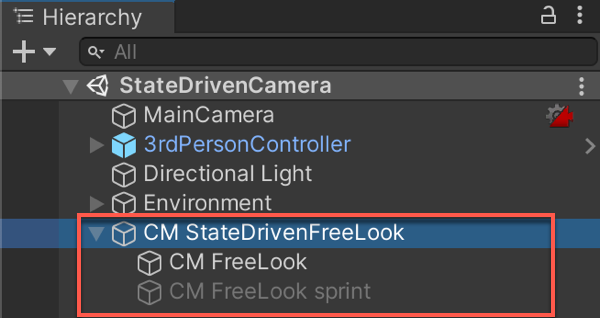 Hierarchy
All
StateDrivenCamera
MainCamera
3rdPersonController
Directional Light
Environment
CM StateDrivenFreeLook
CM FreeLook
CM FreeLook sprint